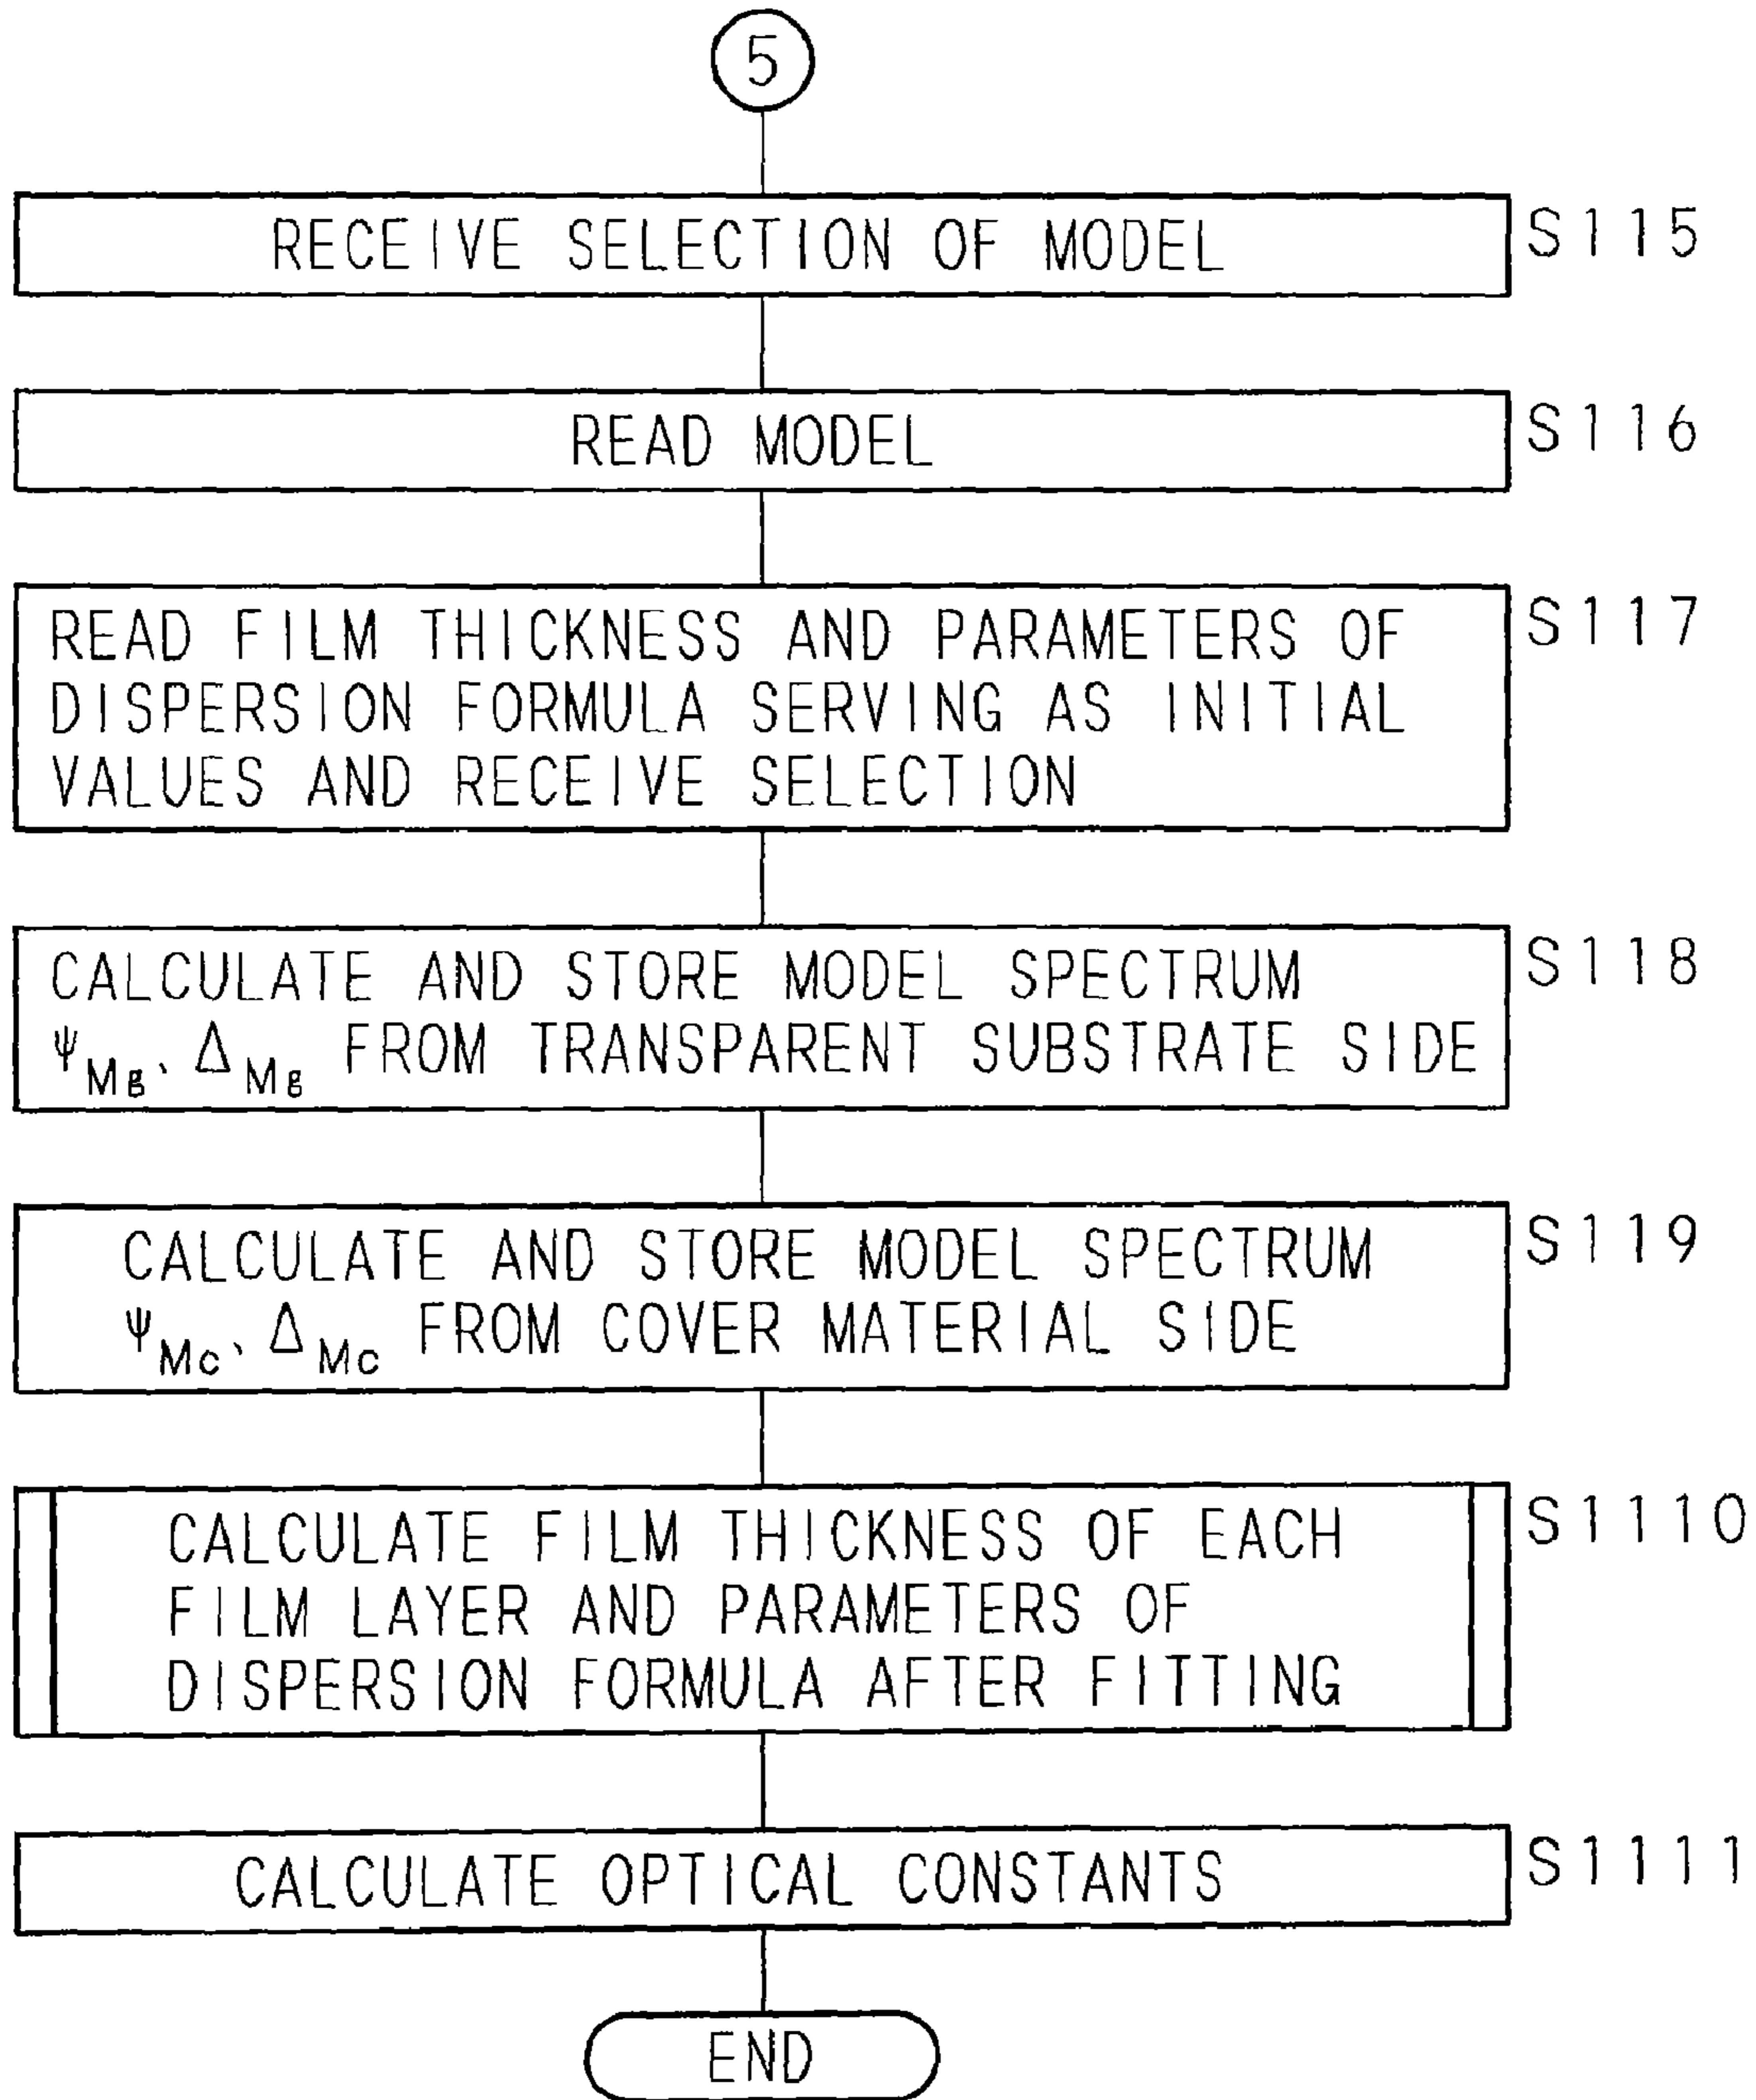 5
RECEIVE SELECTION OF MODEL
S115
READ MODEL
S116
READ FILM THICKNESS AND PARAMETERS OF
DISPERSION FORMULA SERVING AS INITIAL
VALUES AND RECEIVE SELECTION
S117
CALCULATE AND STORE MODEL SPECTRUM
ψMg、ΔMg FROM TRANSPARENT SUBSTRATE SIDE
S118
CALCULATE AND STORE MODEL SPECTRUM
ψMc、ΔMc FROM COVER MATERIAL SIDE
S119
CALCULATE FILM THICKNESS OF EACH
FILM LAYER AND PARAMETERS OF
DISPERSION FORMULA AFTER FITTING
S1110
CALCULATE OPTICAL CONSTANTS
S1111
END